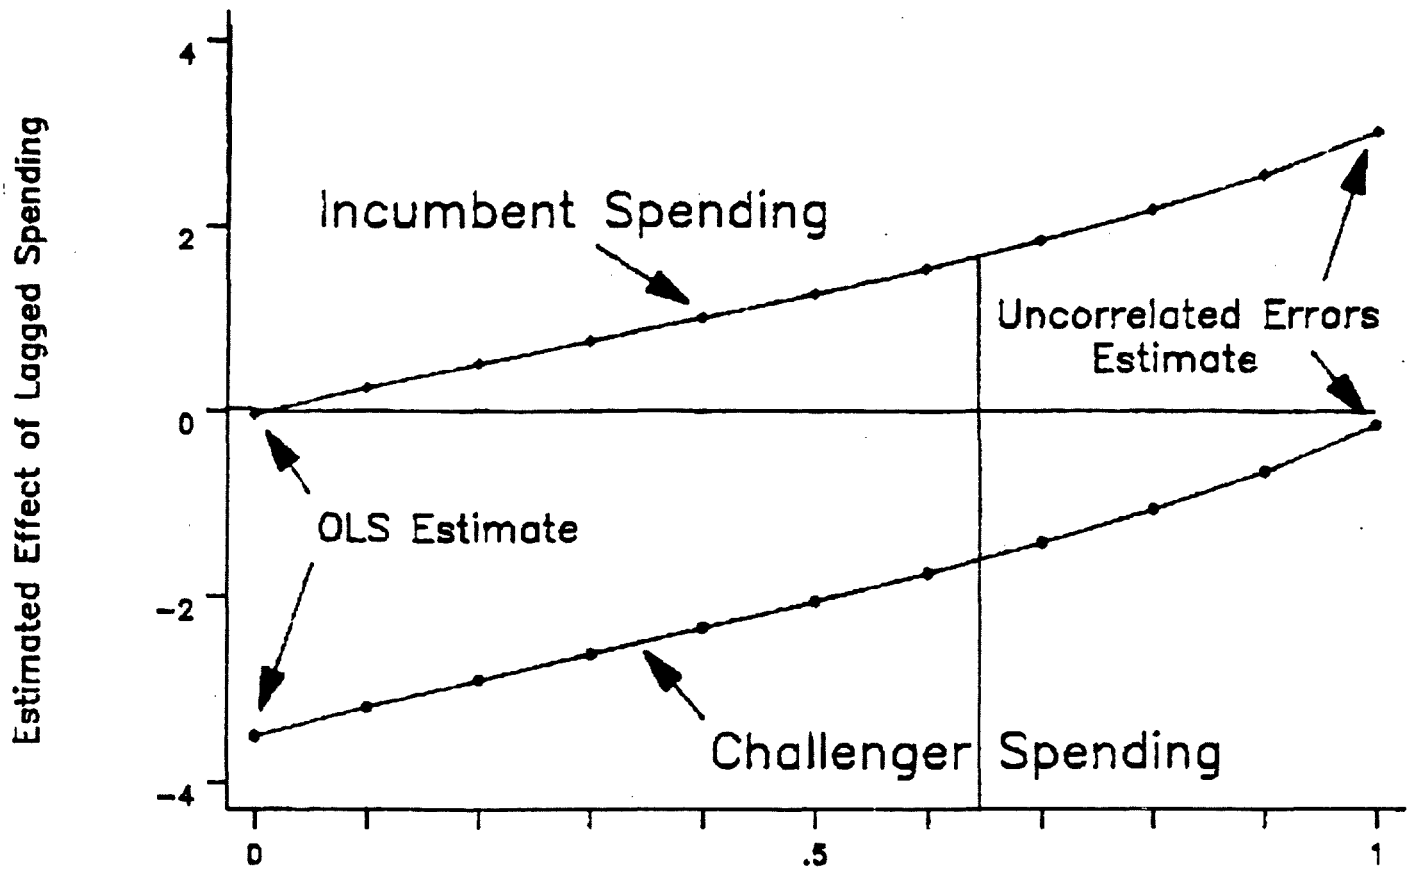 Estimated Effect of Lagged Spending
4
2
0
-2
-4
Incumbent Spending
Uncorrelated Errors
Estimate
OLS Estimate
Challenger Spending
0
.5
1